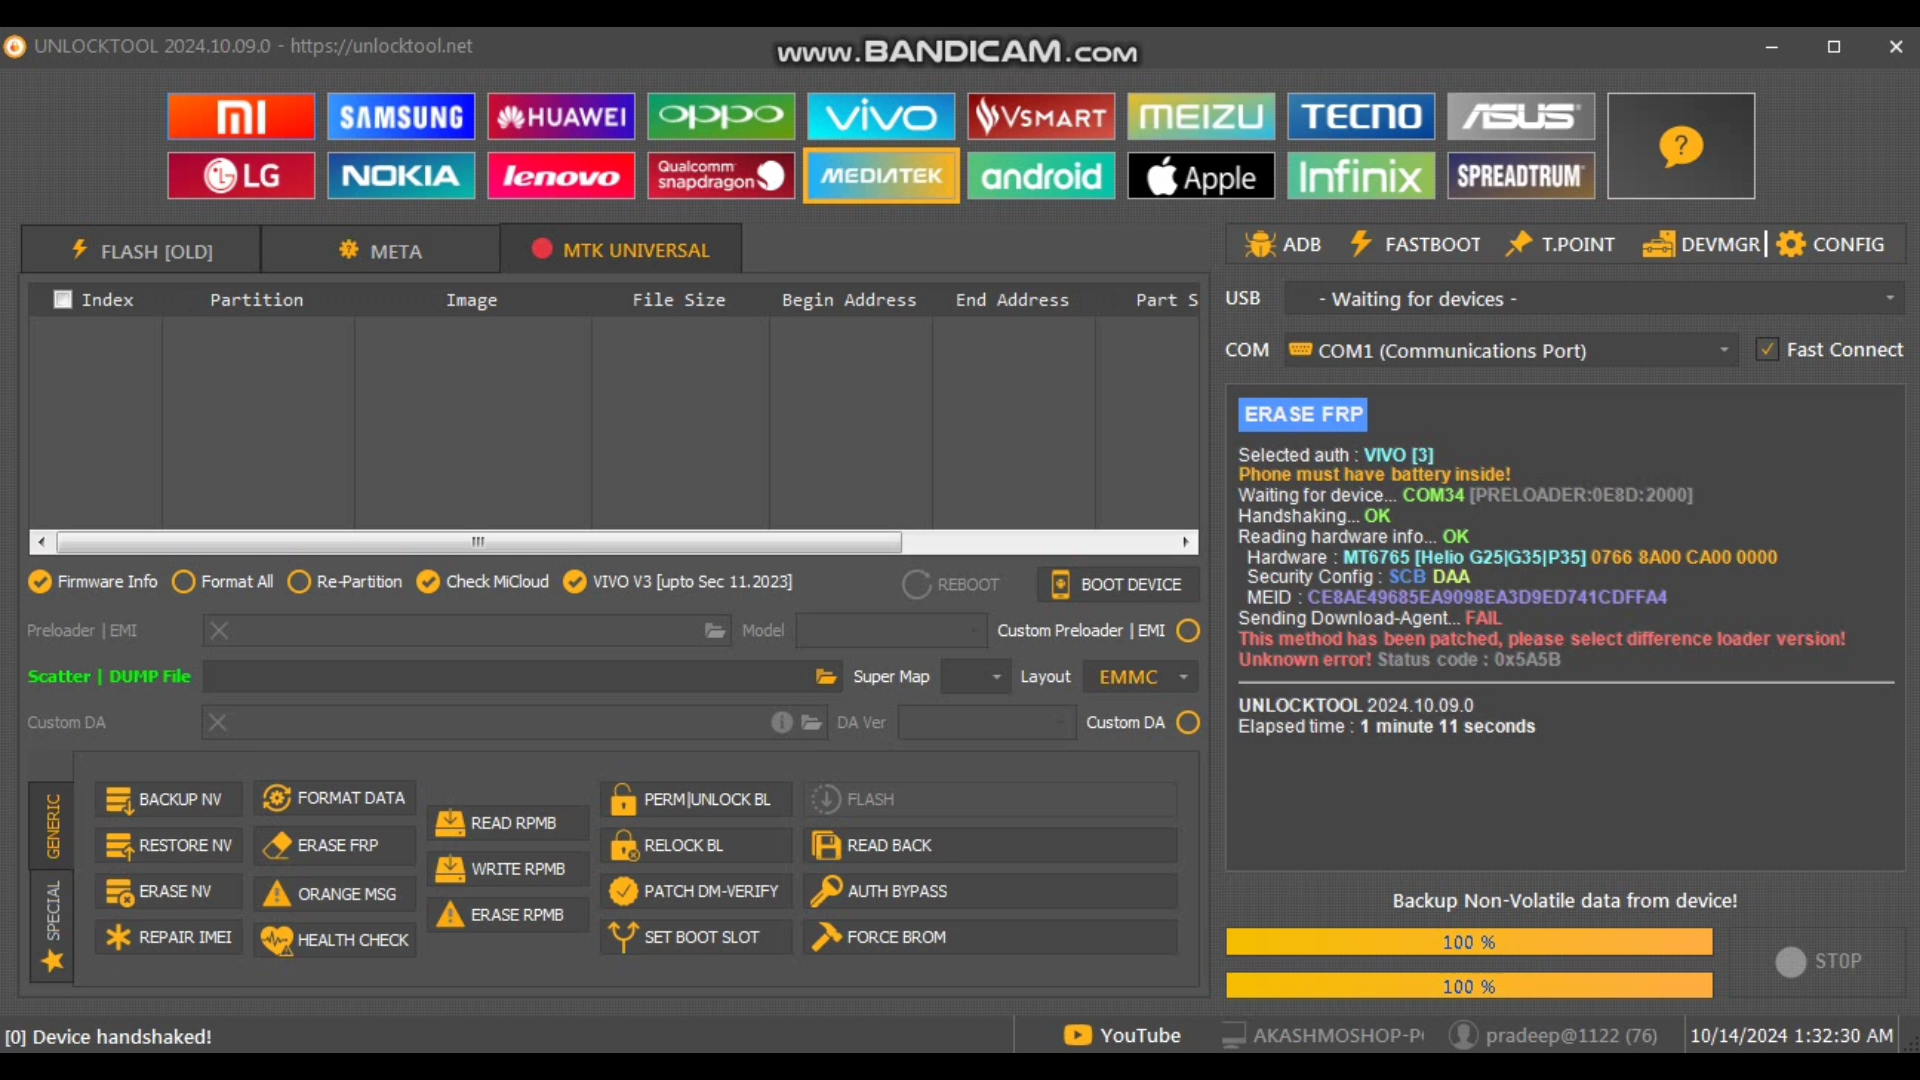 UNLOCKTOOL 2024.10.09.0 - https://unlocktool.net
www.BANDICAM.com
MI SAMSUNG HUAWEI oppo vivo VSMART MEIZU TECNO ASUS ?
LG NOKIA lenovo Qualcomm snapdragon MEDIATEK android Apple Infinix SPREADTRUM
FLASH [OLD] META MTK UNIVERSAL
ADB FASTBOOT T.POINT DEVMGR CONFIG
Index Partition Image File Size Begin Address End Address Part S
USB - Waiting for devices -
COM COM1 (Communications Port) Fast Connect
ERASE FRP
Selected auth : VIVO [3]
Phone must have battery inside!
Waiting for device... COM34 [PRELOADER:0E8D:2000]
Handshaking... OK
Reading hardware info... OK
Hardware : MT6765 [Helio G25|G35|P35] 0766 8A00 CA00 0000
Security Config : SCB DAA
MEID : CE8AE49685EA9098EA3D9ED741CDFFA4
Sending Download-Agent... FAIL
This method has been patched, please select difference loader version!
Unknown error! Status code : 0x5A5B
UNLOCKTOOL 2024.10.09.0
Elapsed time : 1 minute 11 seconds
Firmware Info Format All Re-Partition Check MiCloud VIVO V3 [upto Sec 11.2023] REBOOT BOOT DEVICE
Preloader | EMI Model Custom Preloader | EMI
Scatter | DUMP File Super Map Layout EMMC
Custom DA DA Ver Custom DA
GENERIC
SPECIAL
BACKUP NV FORMAT DATA READ RPMB PERM|UNLOCK BL FLASH
RESTORE NV ERASE FRP WRITE RPMB RELOCK BL READ BACK
ERASE NV ORANGE MSG ERASE RPMB PATCH DM-VERIFY AUTH BYPASS
REPAIR IMEI HEALTH CHECK SET BOOT SLOT FORCE BROM
Backup Non-Volatile data from device!
100 %
100 %
STOP
[0] Device handshaked! YouTube AKASHMOSHOP-P pradeep@1122 (76) 10/14/2024 1:32:30 AM